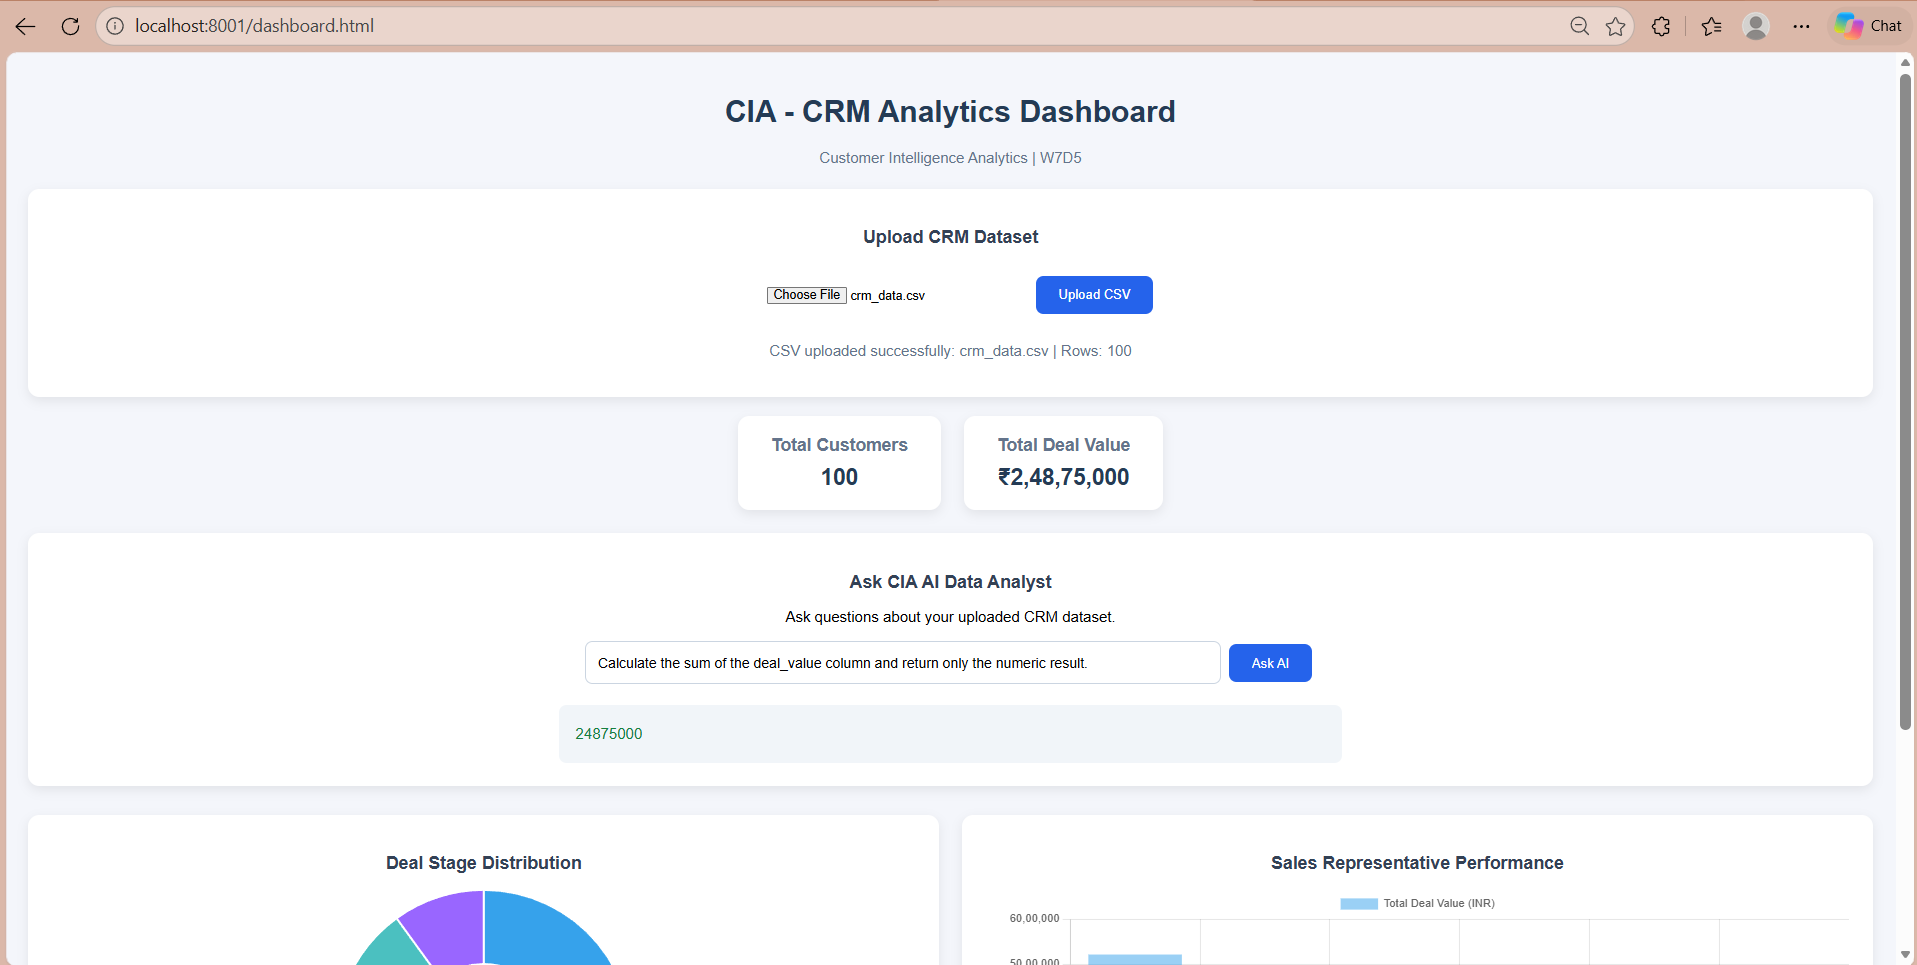 localhost:8001/dashboard.html
Chat
CIA - CRM Analytics Dashboard
Customer Intelligence Analytics | W7D5
Upload CRM Dataset
Choose File crm_data.csv
Upload CSV
CSV uploaded successfully: crm_data.csv | Rows: 100
Total Customers
100
Total Deal Value
₹2,48,75,000
Ask CIA AI Data Analyst
Ask questions about your uploaded CRM dataset.
Calculate the sum of the deal_value column and return only the numeric result.
Ask AI
24875000
Deal Stage Distribution
Sales Representative Performance
Total Deal Value (INR)
60,00,000
50,00,000